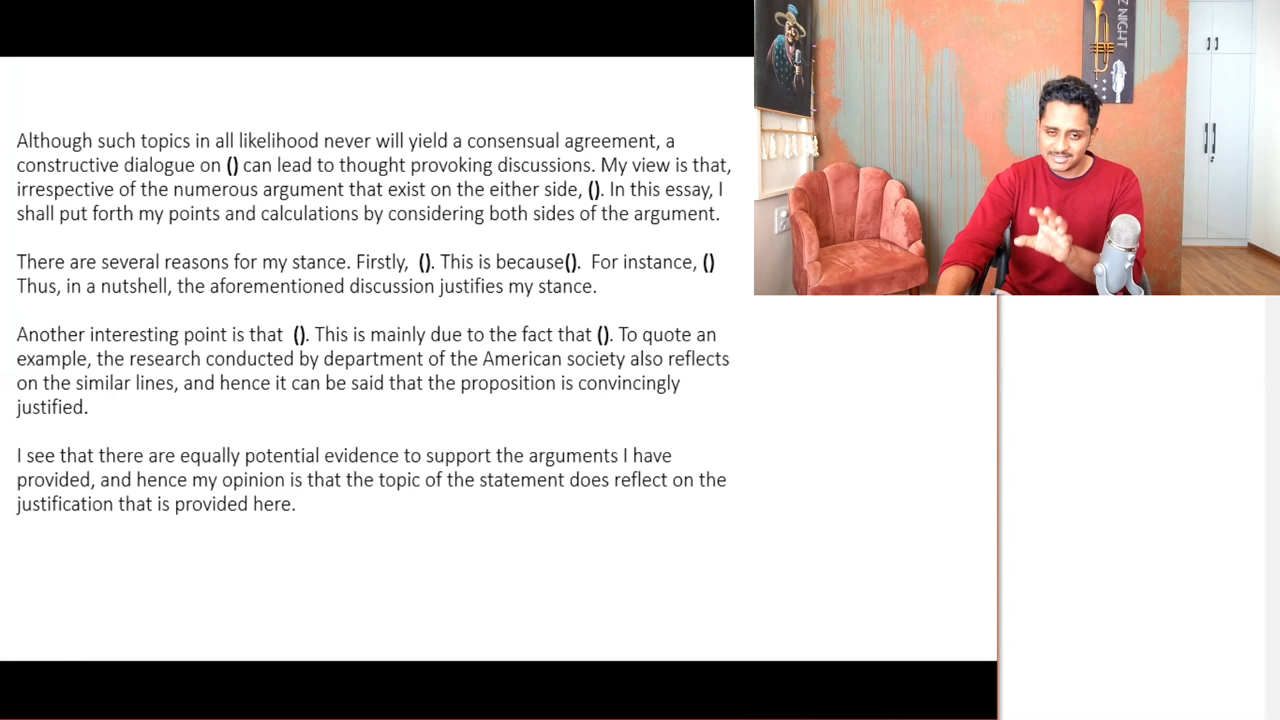 Although such topics in all likelihood never will yield a consensual agreement, a
constructive dialogue on () can lead to thought provoking discussions. My view is that,
irrespective of the numerous argument that exist on the either side, (). In this essay, I
shall put forth my points and calculations by considering both sides of the argument.
There are several reasons for my stance. Firstly,  (). This is because().  For instance, ()
Thus, in a nutshell, the aforementioned discussion justifies my stance.
Another interesting point is that  (). This is mainly due to the fact that (). To quote an
example, the research conducted by department of the American society also reflects
on the similar lines, and hence it can be said that the proposition is convincingly
justified.
I see that there are equally potential evidence to support the arguments I have
provided, and hence my opinion is that the topic of the statement does reflect on the
justification that is provided here.
Z NIGHT